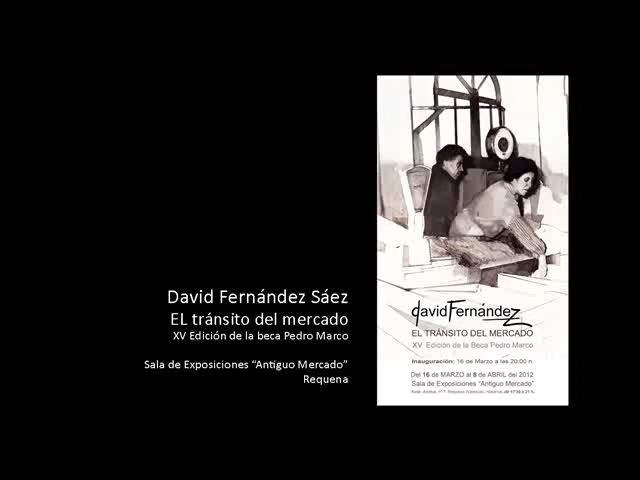 David Fernández Sáez
EL tránsito del mercado
XV Edición de la beca Pedro Marco
Sala de Exposiciones “Antiguo Mercado”
Requena
david Fernández
EL TRÁNSITO DEL MERCADO
XV Edición de la Beca Pedro Marco
Inauguración: 16 de Marzo a las 20:00 h.
Del 16 de MARZO al 8 de ABRIL del 2012
Sala de Exposiciones “Antiguo Mercado”